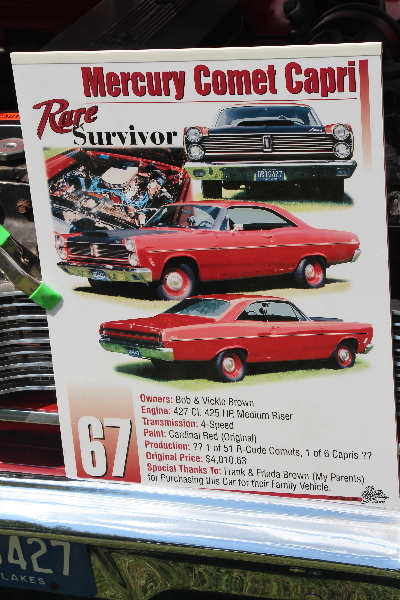 Mercury Comet Capri
Rare
Survivor
Owners: Bob & Vickie Brown
Engine: 427 CI, 425 HP, Medium Riser
Transmission: 4-Speed
Paint: Cardinal Red (Original)
Production: ?? 1 of 51 R-Code Comets, 1 of 6 Capris ??
Original Price: $4,010.63
Special Thanks To: Frank & Frieda Brown (My Parents)
for Purchasing this Car for their Family Vehicle.
67
427
LAKES